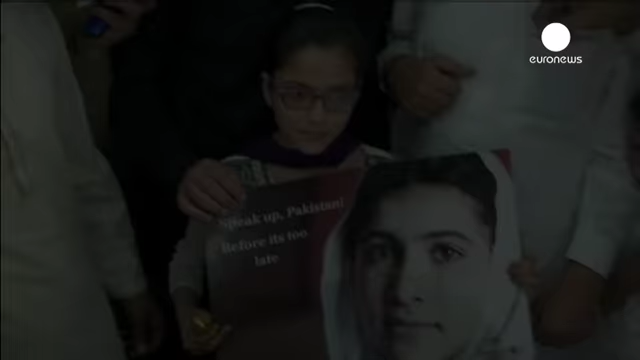 euronews
Speak up, Pakistan!
Before its too
late